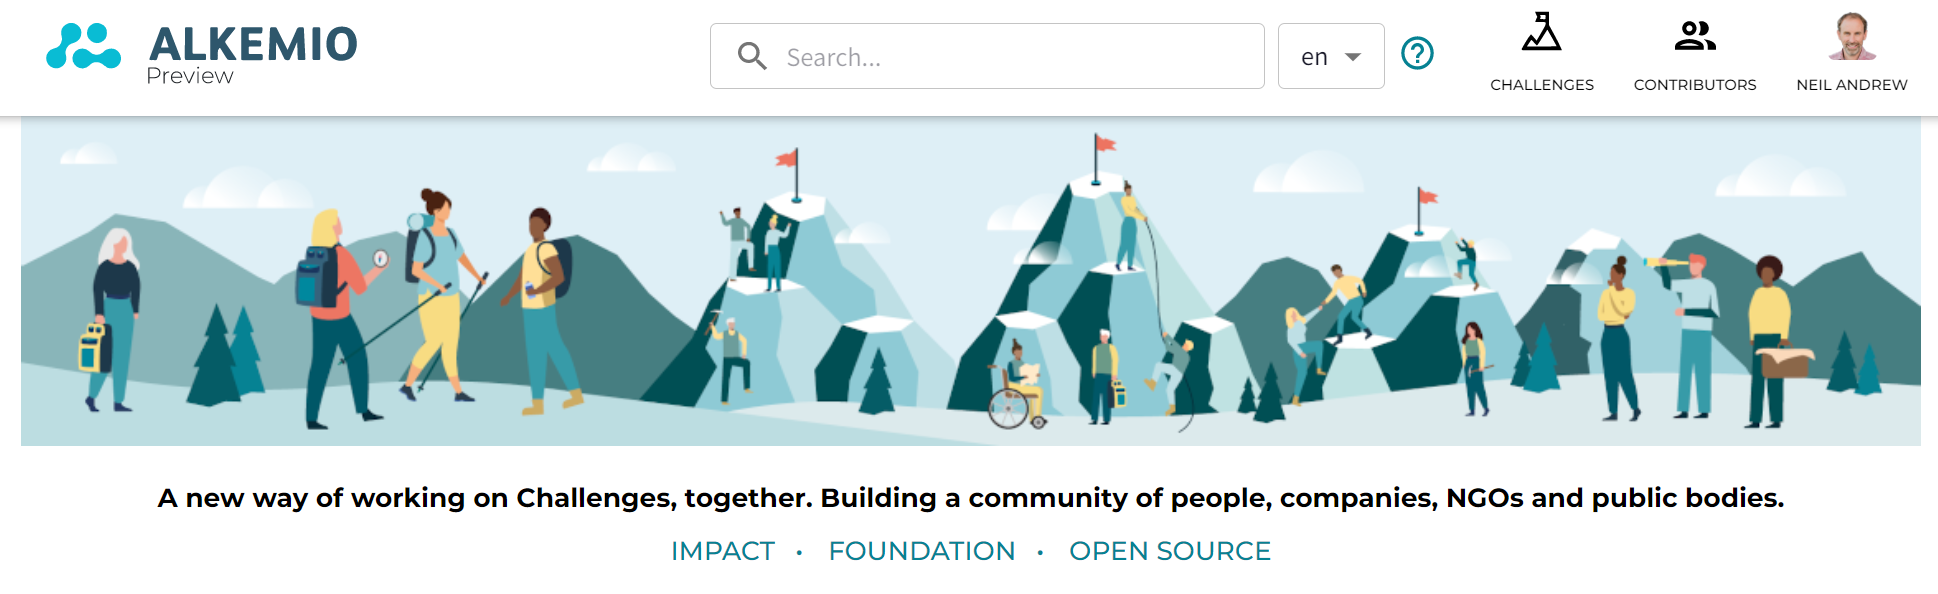 ALKEMIO
Preview
Search...
en
CHALLENGES
CONTRIBUTORS
NEIL ANDREW
A new way of working on Challenges, together. Building a community of people, companies, NGOs and public bodies.
IMPACT • FOUNDATION • OPEN SOURCE